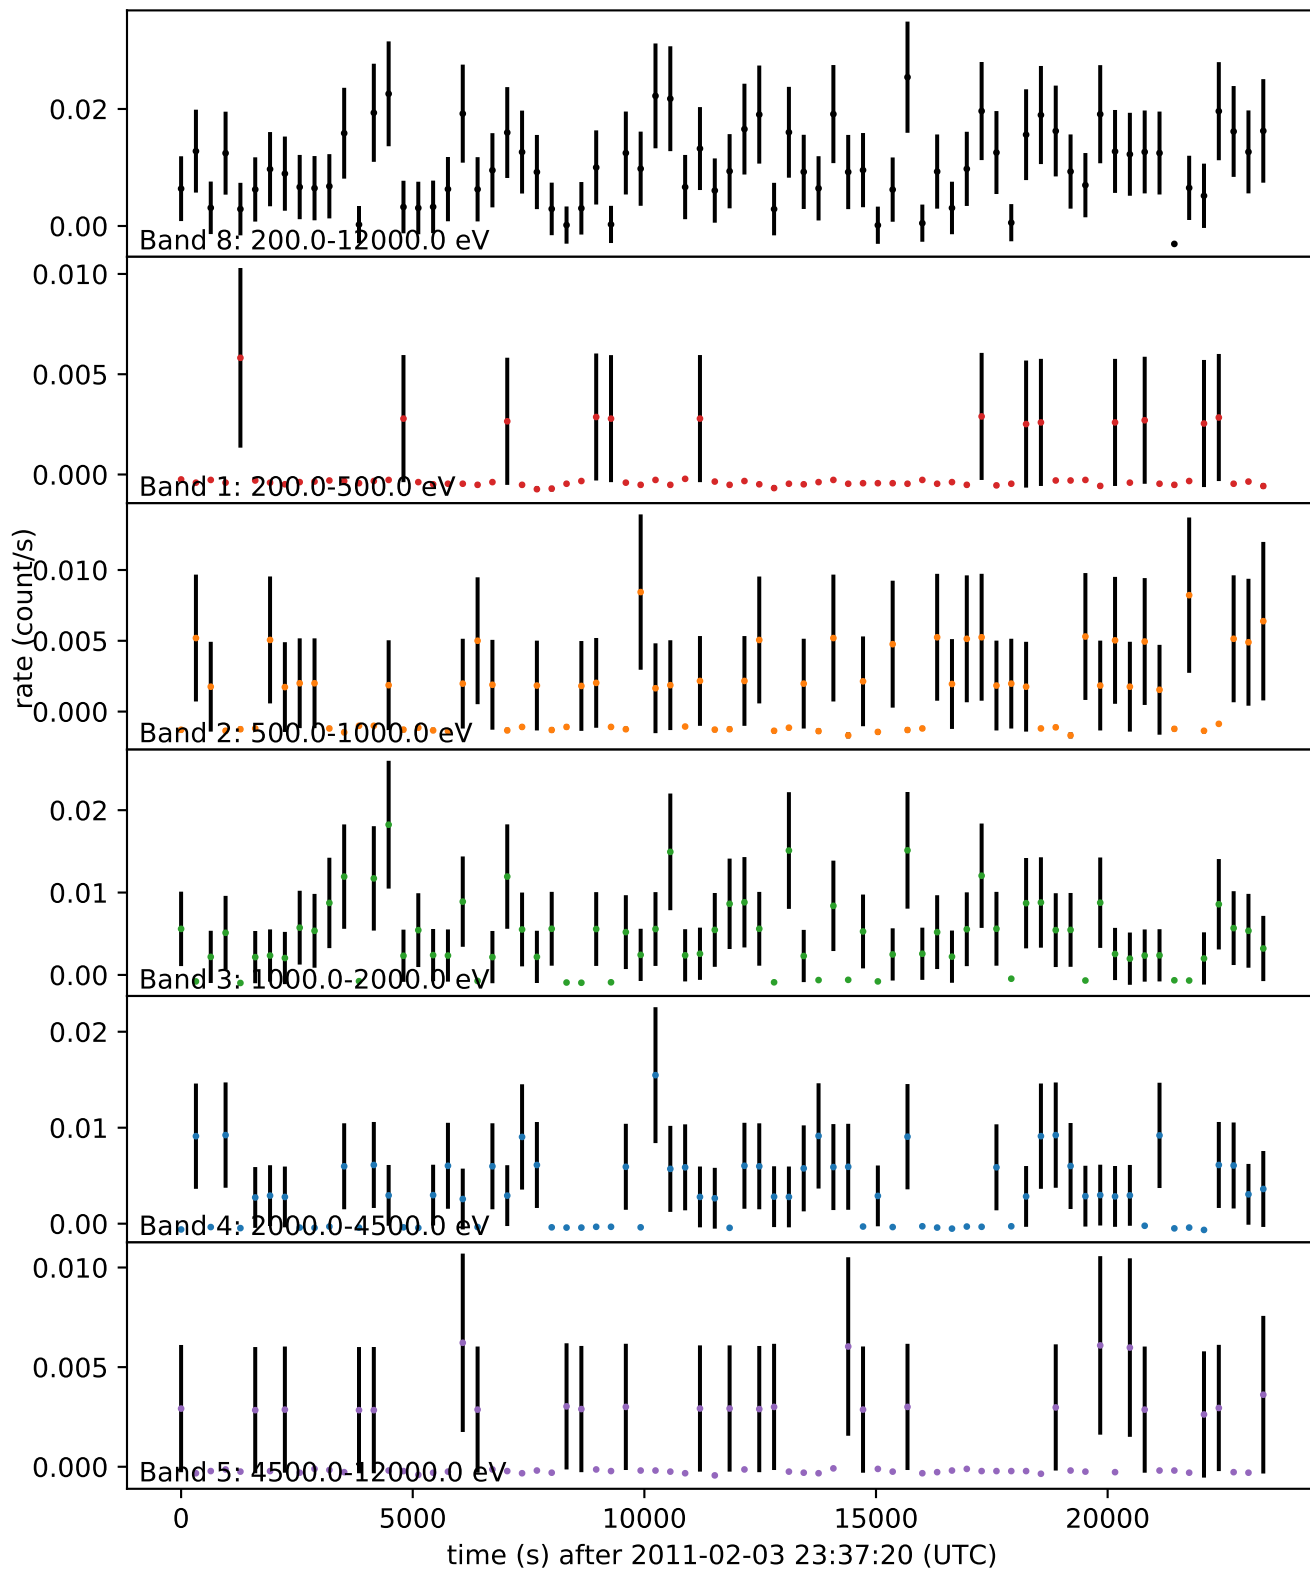 0.02
0.00
Band 8: 200.0-12000.0 eV
0.010
0.005
0.000
Band 1: 200.0-500.0 eV
rate (count/s)
0.010
0.005
0.000
Band 2: 500.0-1000.0 eV
0.02
0.01
0.00
Band 3: 1000.0-2000.0 eV
0.02
0.01
0.00
Band 4: 2000.0-4500.0 eV
0.010
0.005
0.000
Band 5: 4500.0-12000.0 eV
0 5000 10000 15000 20000
time (s) after 2011-02-03 23:37:20 (UTC)